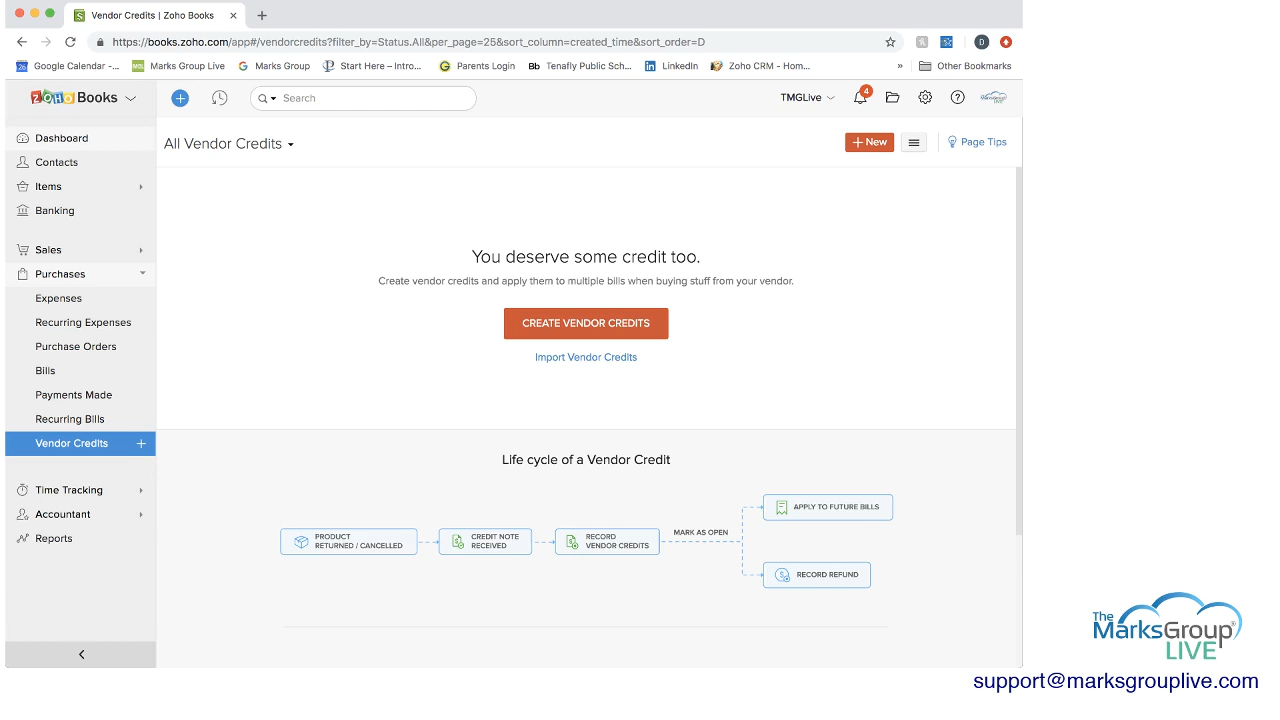 Vendor Credits | Zoho Books
https://books.zoho.com/app#/vendorcredits?filter_by=Status.All&per_page=25&sort_column=created_time&sort_order=D
D
Google Calendar -...
Marks Group Live
Marks Group
Start Here – Intro...
Parents Login
Bb Tenafly Public Sch...
LinkedIn
Zoho CRM - Hom...
»
Other Bookmarks
ZOHO Books
Search
TMGLive
4
Dashboard
Contacts
Items
Banking
Sales
Purchases
Expenses
Recurring Expenses
Purchase Orders
Bills
Payments Made
Recurring Bills
Vendor Credits +
Time Tracking
Accountant
Reports
All Vendor Credits
+ New
Page Tips
You deserve some credit too.
Create vendor credits and apply them to multiple bills when buying stuff from your vendor.
CREATE VENDOR CREDITS
Import Vendor Credits
Life cycle of a Vendor Credit
PRODUCT
RETURNED / CANCELLED
CREDIT NOTE
RECEIVED
RECORD
VENDOR CREDITS
MARK AS OPEN
APPLY TO FUTURE BILLS
RECORD REFUND
The
MarksGroup®
LIVE
support@marksgrouplive.com